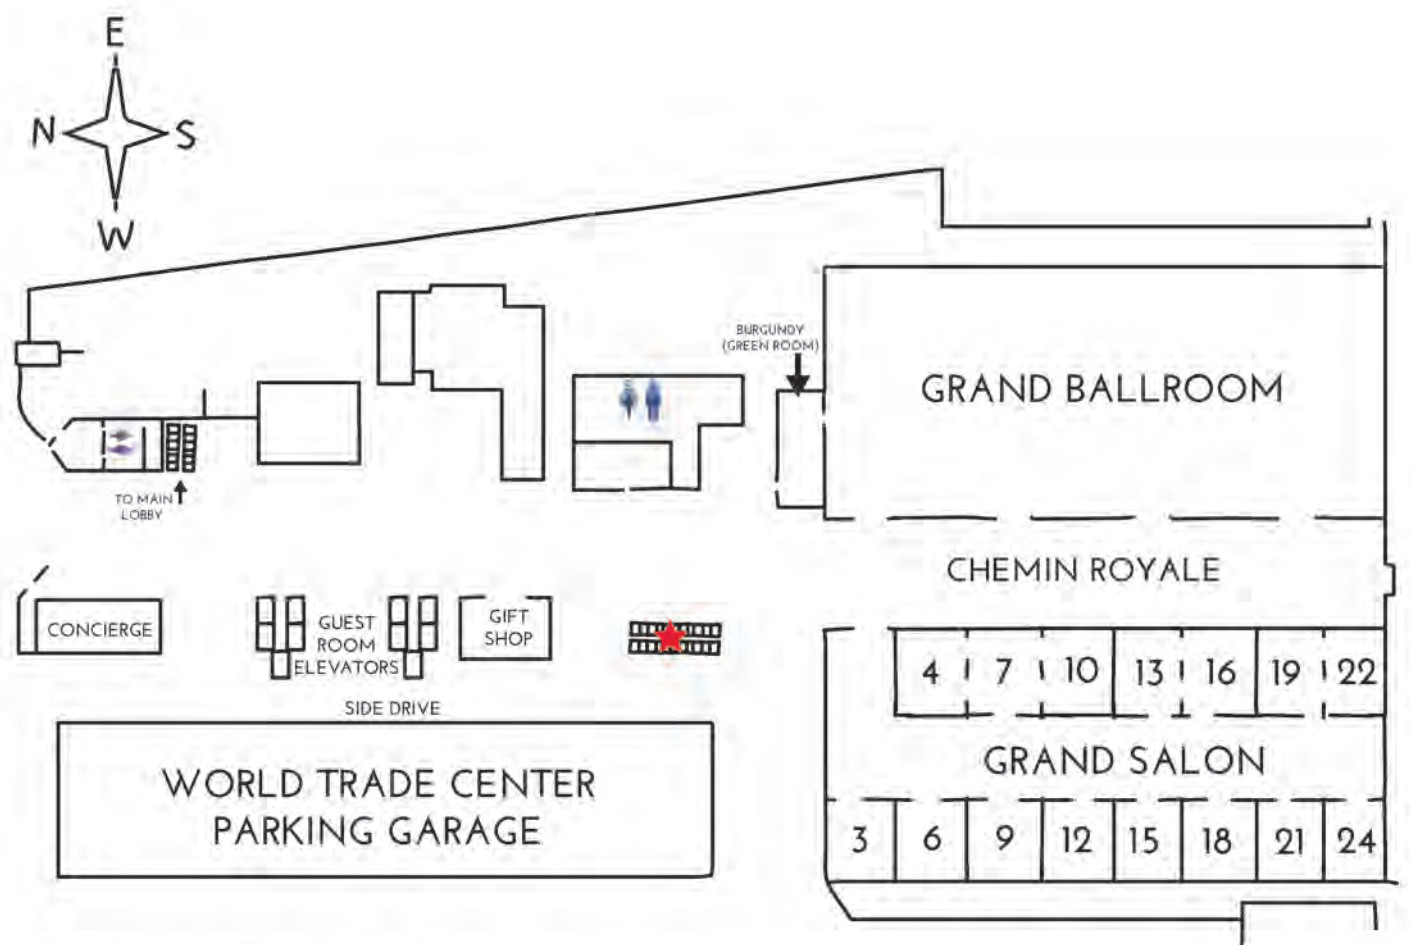 E
N
S
W
BURGUNDY
(GREEN ROOM)
GRAND BALLROOM
TO MAIN
LOBBY
CHEMIN ROYALE
CONCIERGE
GUEST
ROOM
ELEVATORS
GIFT
SHOP
4
7
10
13
16
19
22
SIDE DRIVE
GRAND SALON
WORLD TRADE CENTER
PARKING GARAGE
3
6
9
12
15
18
21
24